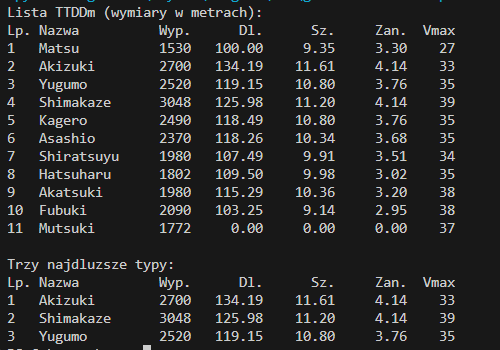 Lista TTDDm (wymiary w metrach):
Lp. Nazwa Wyp. Dl. Sz. Zan. Vmax
1 Matsu 1530 100.00 9.35 3.30 27
2 Akizuki 2700 134.19 11.61 4.14 33
3 Yugumo 2520 119.15 10.80 3.76 35
4 Shimakaze 3048 125.98 11.20 4.14 39
5 Kagero 2490 118.49 10.80 3.76 35
6 Asashio 2370 118.26 10.34 3.68 35
7 Shiratsuyu 1980 107.49 9.91 3.51 34
8 Hatsuharu 1802 109.50 9.98 3.02 35
9 Akatsuki 1980 115.29 10.36 3.20 38
10 Fubuki 2090 103.25 9.14 2.95 38
11 Mutsuki 1772 0.00 0.00 0.00 37
Trzy najdluzsze typy:
Lp. Nazwa Wyp. Dl. Sz. Zan. Vmax
1 Akizuki 2700 134.19 11.61 4.14 33
2 Shimakaze 3048 125.98 11.20 4.14 39
3 Yugumo 2520 119.15 10.80 3.76 35